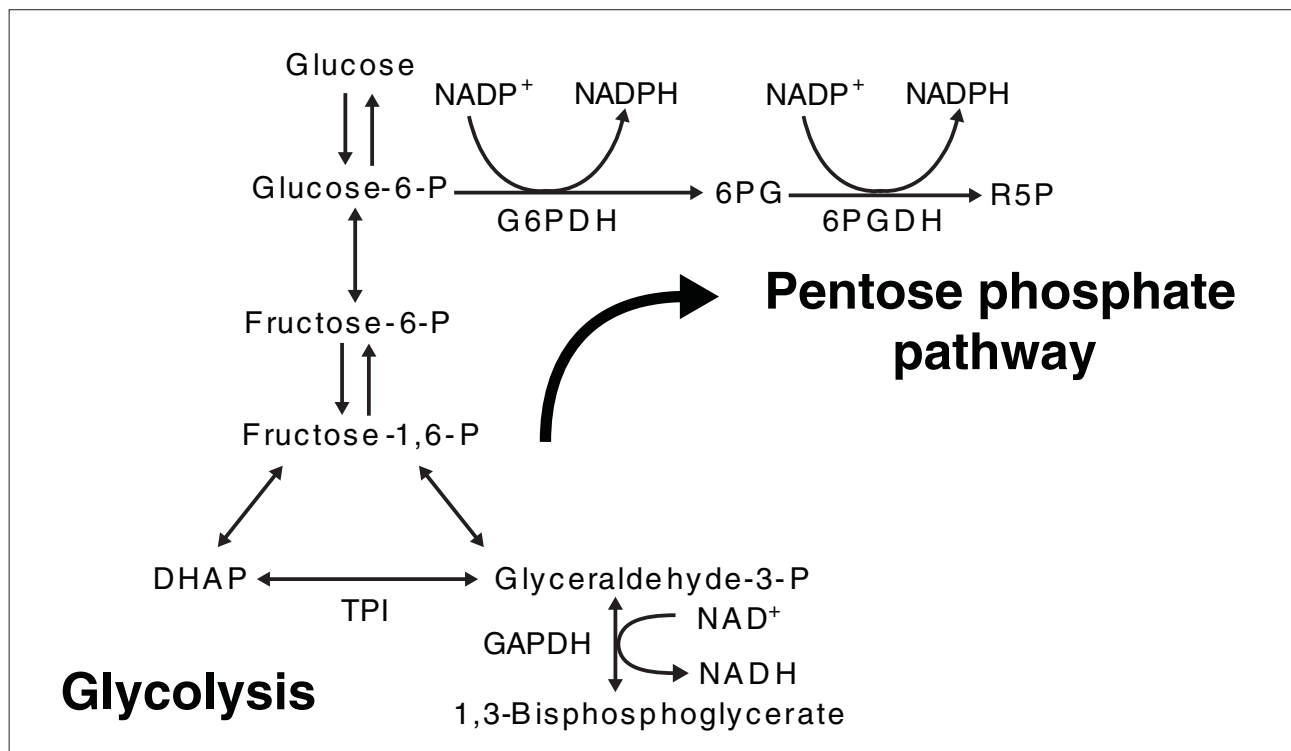 Glucose
NADP⁺ NADPH NADP⁺ NADPH
Glucose-6-P 6PG R5P
G6PDH 6PGDH
Pentose phosphate
pathway
Fructose-6-P
Fructose-1,6-P
DHAP Glyceraldehyde-3-P
TPI
NAD⁺
GAPDH
NADH
Glycolysis
1,3-Bisphosphoglycerate